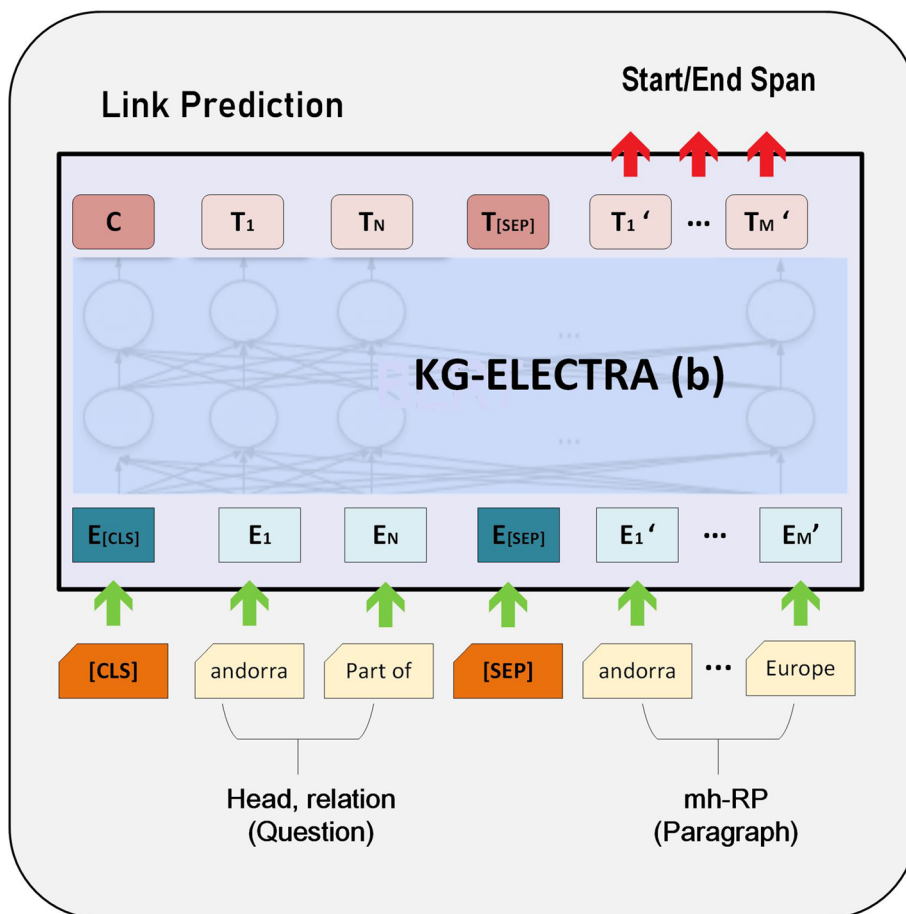 Start/End Span
Link Prediction
C T1 TN T[SEP] T1‘ ... TM‘
...
KG-ELECTRA (b)
...
E[CLS] E1 EN E[SEP] E1‘ ... EM’
[CLS] andorra Part of [SEP] andorra ... Europe
Head, relation mh-RP
(Question) (Paragraph)